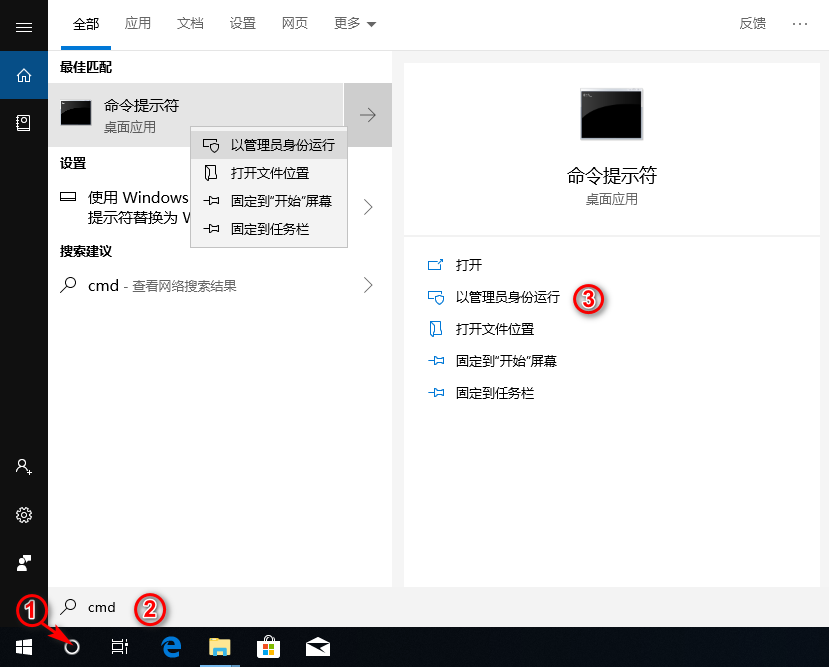 全部 应用 文档 设置 网页 更多 反馈 ...
最佳匹配
命令提示符
桌面应用
以管理员身份运行
打开文件位置
固定到"开始"屏幕
固定到任务栏
设置
使用 Windows
提示符替换为 W
搜索建议
cmd - 查看网络搜索结果
命令提示符
桌面应用
打开
以管理员身份运行 3
打开文件位置
固定到"开始"屏幕
固定到任务栏
1 cmd 2